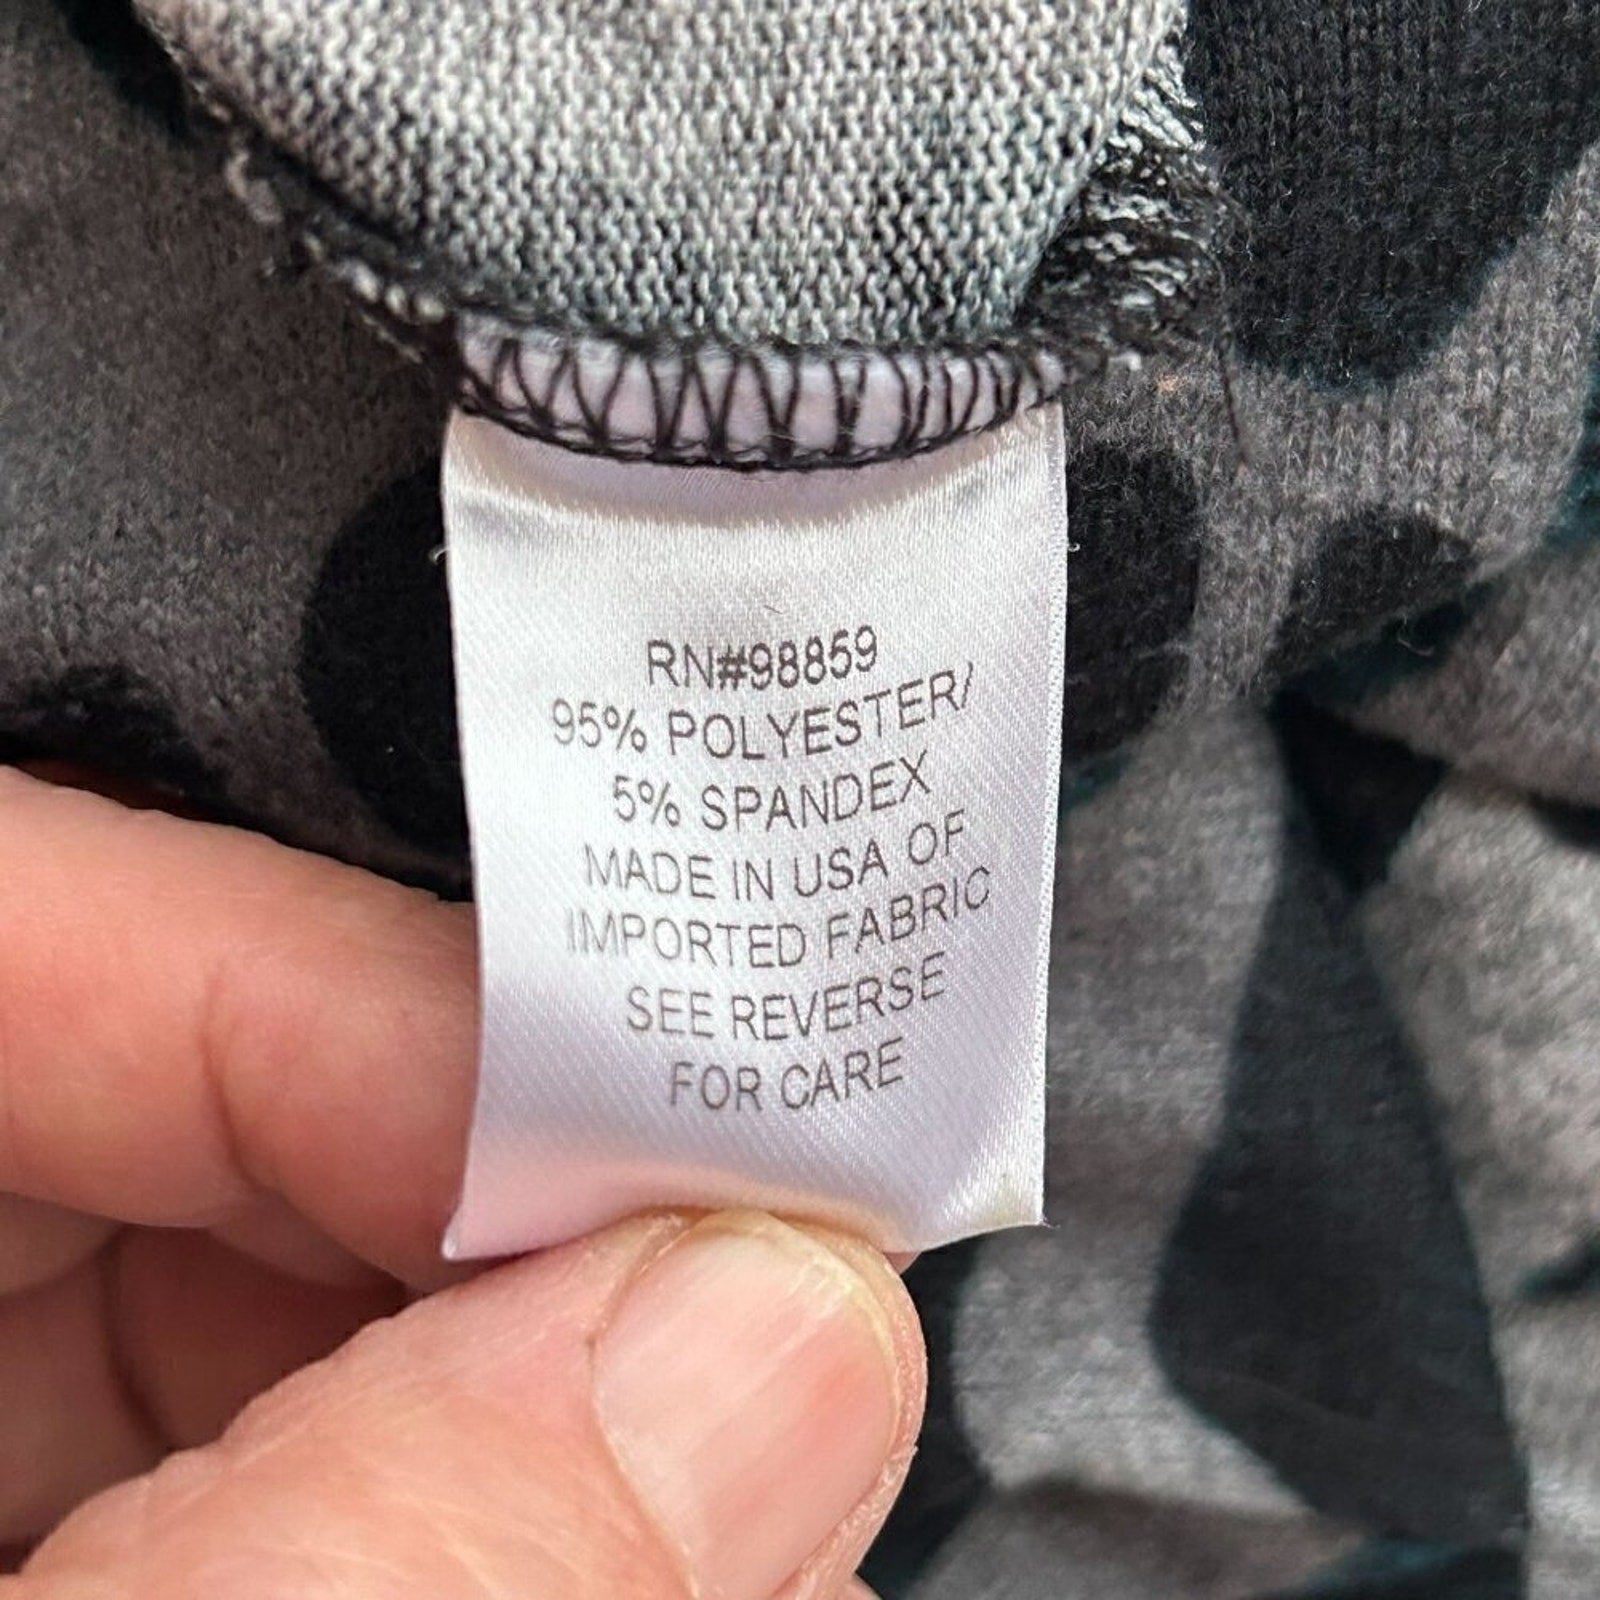 RN#98859
95% POLYESTER/
5% SPANDEX
MADE IN USA OF
IMPORTED FABRIC
SEE REVERSE
FOR CARE